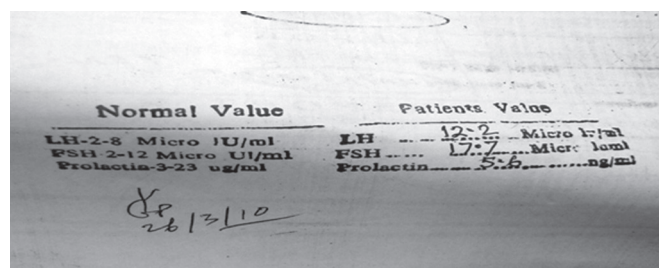 Normal Value
Patients Value
LH-2-8 Micro IU/ml
FSH-2-12 Micro UI/ml
Prolactin-3-23 ug/ml
LH ... 12.2 ... Micro
FSH ...... 17.7 ... Micr
Prolactin ...... 5.6 ...... ng/ml
26/3/10